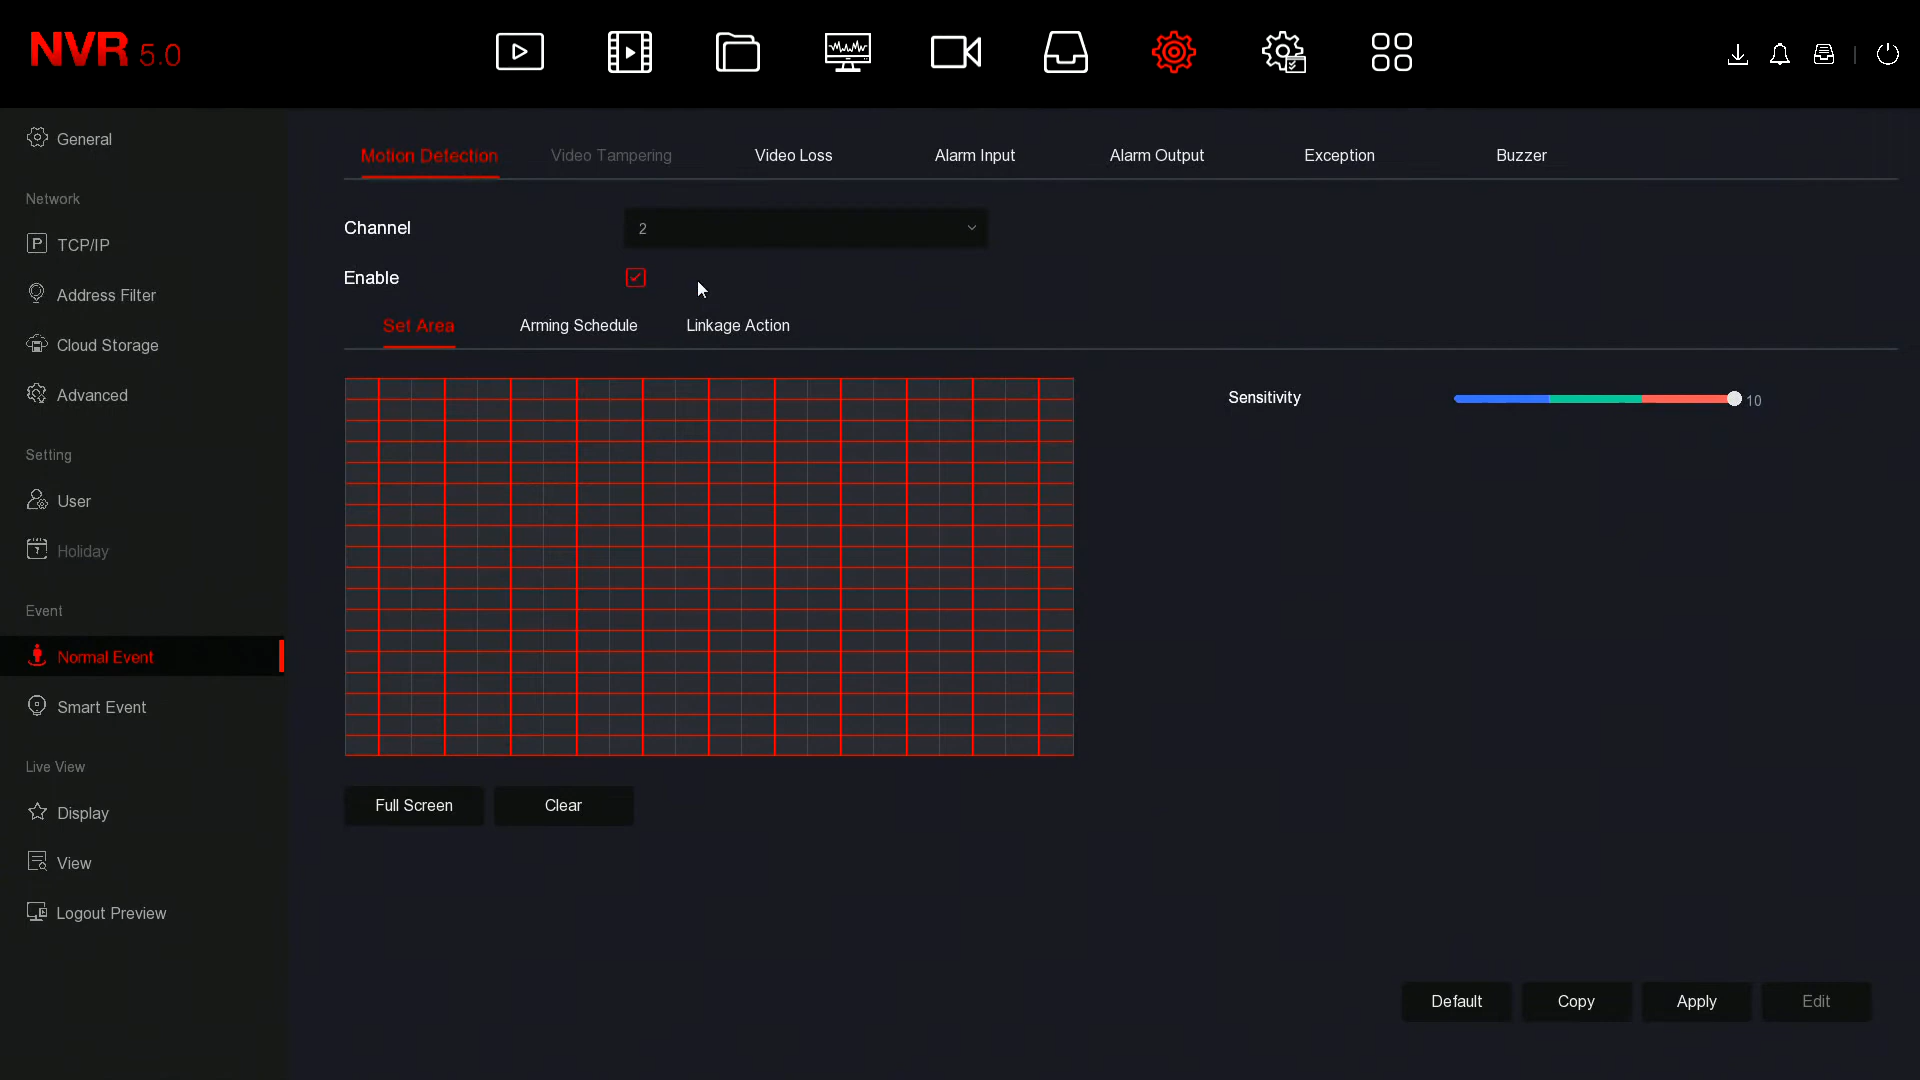 NVR 5.0
General
Network
TCP/IP
Address Filter
Cloud Storage
Advanced
Setting
User
Holiday
Event
Normal Event
Smart Event
Live View
Display
View
Logout Preview
Motion Detection Video Tampering Video Loss Alarm Input Alarm Output Exception Buzzer
Channel 2
Enable
Set Area Arming Schedule Linkage Action
Sensitivity 10
Full Screen Clear
Default Copy Apply Edit